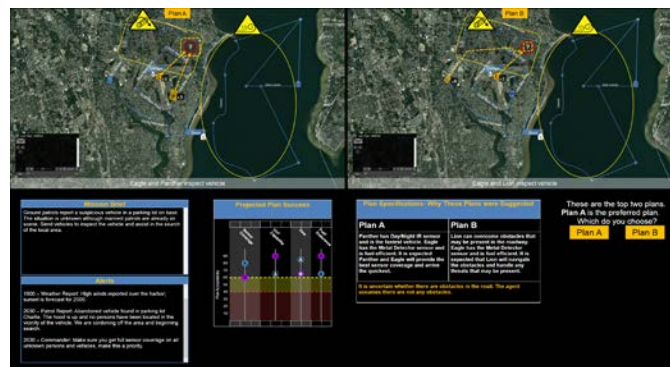 Plan A
Plan B
Eagle and Panther inspect vehicle
Eagle and Lion inspect vehicle
Mission Brief
Ground patrols report a suspicious vehicle in a parking lot on base.
The situation is unknown although manned patrols are already on
scene. Send vehicles to inspect the vehicle and assist in the search
of the local area.
Alerts
1900 – Weather Report: High winds reported over the harbor;
sunset is forecast for 2000.
2030 – Patrol Report: Abandoned vehicle found in parking lot
Charlie. The hood is up and no persons have been located in the
vicinity of the vehicle. We are cordoning off the area and beginning
search.
2030 – Commander: Make sure you get full sensor coverage on all
unknown persons and vehicles, make this a priority.
Projected Plan Success
Plan Specifications- Why These Plans were Suggested
Plan A
Panther has Day/Night IR sensor
and is the fastest vehicle. Eagle
has the Metal Detector sensor
and is fuel efficient. It is expected
Panther and Eagle will provide the
best sensor coverage and arrive
the quickest.
Plan B
Lion can overcome obstacles that
may be present in the roadway.
Eagle has the Metal Detector
sensor and is fuel efficient. It is
expected that Lion will navigate
the obstacles and handle any
threats that may be present.
It is uncertain whether there are obstacles in the road. The agent
assumes there are not any obstacles.
These are the top two plans.
Plan A is the preferred plan.
Which do you choose?
Plan A
Plan B